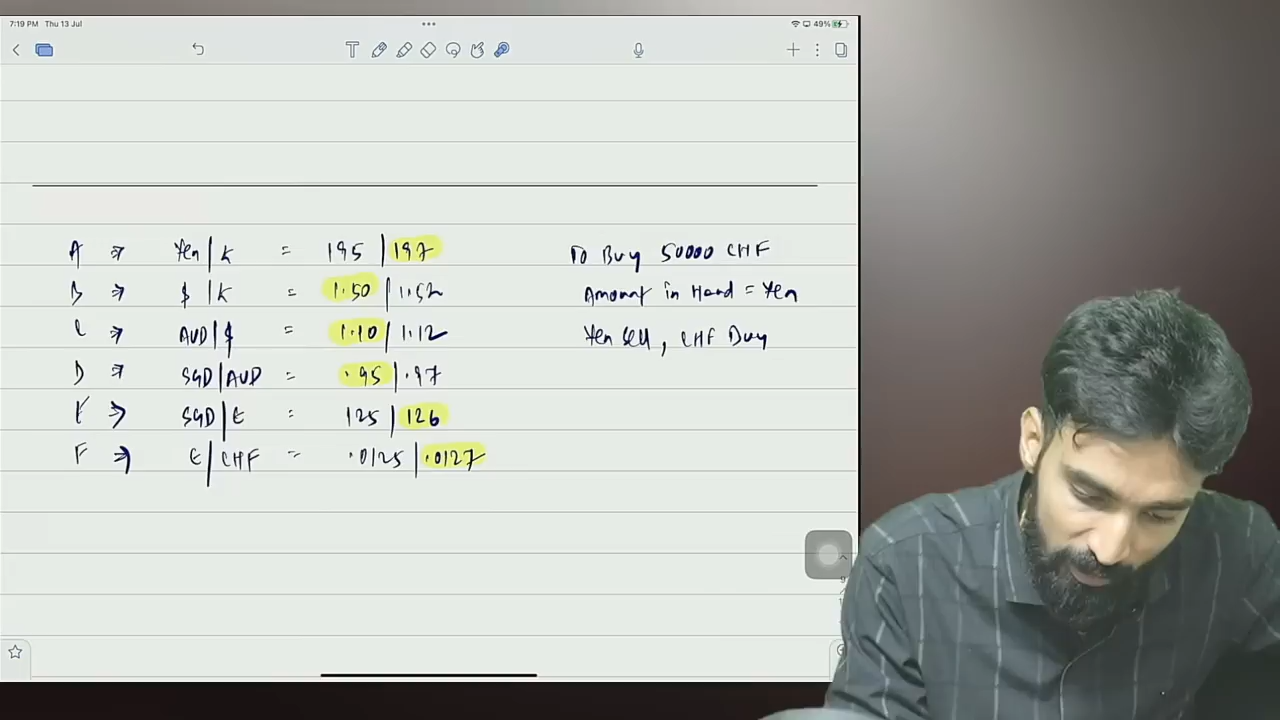 7:19 PM Thu 13 Jul
49%
A ⇒ Yen|£ = 195 | 197
B ⇒ $|£ = 1.50 | 1.52
C ⇒ AUD|$ = 1.10 | 1.12
D ⇒ SGD|AUD = .95 | .97
E ⇒ SGD|€ = 125 | 126
F ⇒ €|CHF = .0125 | .0127
To Buy 50000 CHF
Amount in Hand = Yen
Yen Sell, CHF Buy